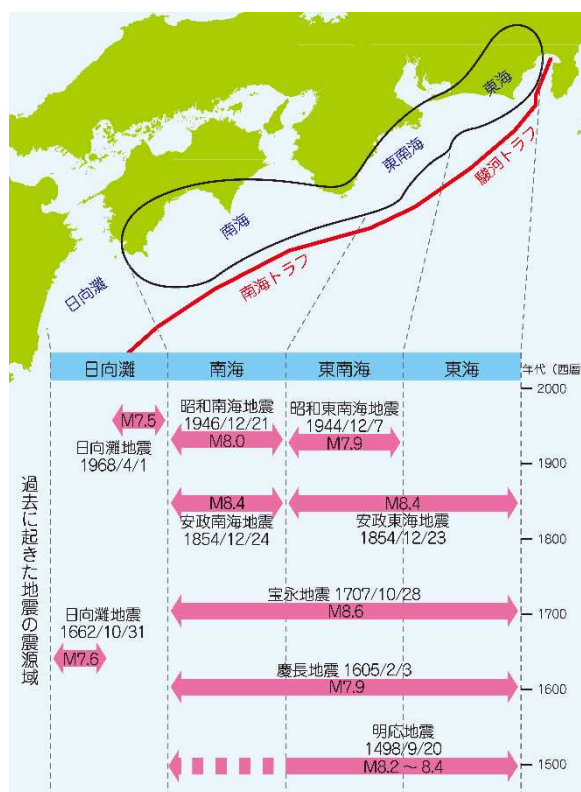 東海
東南海
駿河トラフ
南海
南海トラフ
日向灘
日向灘 南海 東南海 東海 年代（西暦
2000
昭和南海地震
1946/12/21
M8.0
昭和東南海地震
1944/12/7
M7.9
M7.5
日向灘地震
1968/4/1
1900
M8.4
安政南海地震
1854/12/24
M8.4
安政東海地震
1854/12/23
1800
過去に起きた地震の震源域
宝永地震 1707/10/28
M8.6
1700
日向灘地震
1662/10/31
M7.6
慶長地震 1605/2/3
M7.9
1600
明応地震
1498/9/20
M8.2 ～ 8.4
1500